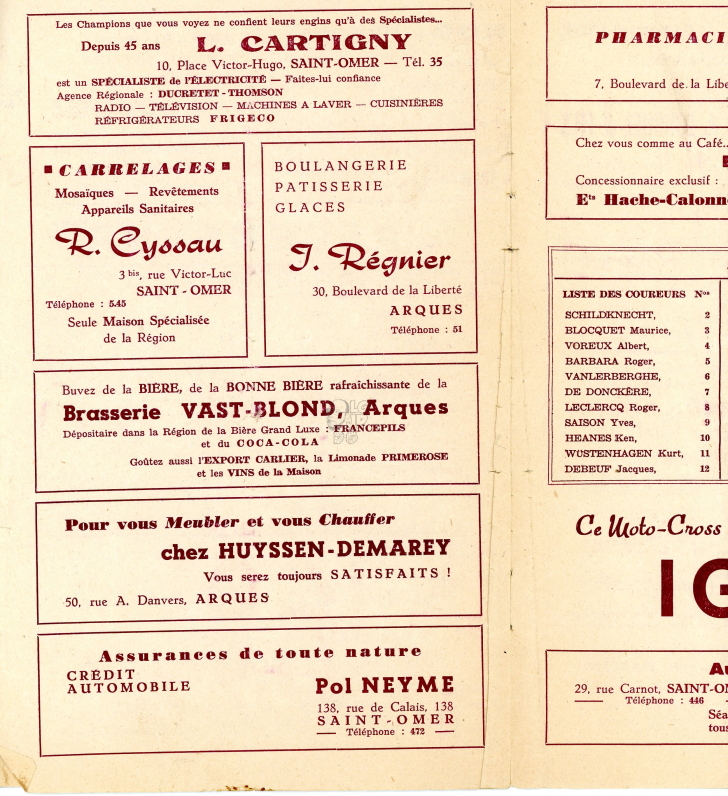 Les Champions que vous voyez ne confient leurs engins qu'à des Spécialistes...
Depuis 45 ans L. CARTIGNY
10, Place Victor-Hugo, SAINT-OMER — Tél. 35
est un SPÉCIALISTE de l'ÉLECTRICITÉ — Faites-lui confiance
Agence Régionale : DUCRETET-THOMSON
RADIO — TÉLÉVISION — MACHINES A LAVER — CUISINIÈRES
RÉFRIGÉRATEURS FRIGECO
CARRELAGES
Mosaïques — Revêtements
Appareils Sanitaires
R. Cyssau
3 bis, rue Victor-Luc
SAINT-OMER
Téléphone : 5.45
Seule Maison Spécialisée
de la Région
BOULANGERIE
PATISSERIE
GLACES
J. Régnier
30, Boulevard de la Liberté
ARQUES
Téléphone : 51
Buvez de la BIÈRE, de la BONNE BIÈRE rafraichissante de la
Brasserie VAST-BLOND, Arques
Dépositaire dans la Région de la Bière Grand Luxe : FRANCEPILS
et du COCA-COLA
Goûtez aussi l'EXPORT CARLIER, la Limonade PRIMEROSE
et les VINS de la Maison
Pour vous Meubler et vous Chauffer
chez HUYSSEN-DEMAREY
Vous serez toujours SATISFAITS !
50, rue A. Danvers, ARQUES
Assurances de toute nature
CRÉDIT
AUTOMOBILE
Pol NEYME
138, rue de Calais, 138
SAINT-OMER
— Téléphone : 472 —
PHARMACI
7, Boulevard de la Libe
Chez vous comme au Café..
Concessionnaire exclusif :
Ets Hache-Calonn
LISTE DES COUREURS Nos
SCHILDKNECHT, 2
BLOCQUET Maurice, 3
VOREUX Albert, 4
BARBARA Roger, 5
VANLERBERGHE, 6
DE DONCKÈRE, 7
LECLERCQ Roger, 8
SAISON Yves, 9
HEANES Ken, 10
WUSTENHAGEN Kurt, 11
DEBEUF Jacques, 12
Ce Moto-Cross
IG
Au
29, rue Carnot, SAINT-OM
— Téléphone : 446 —
Séa
tous